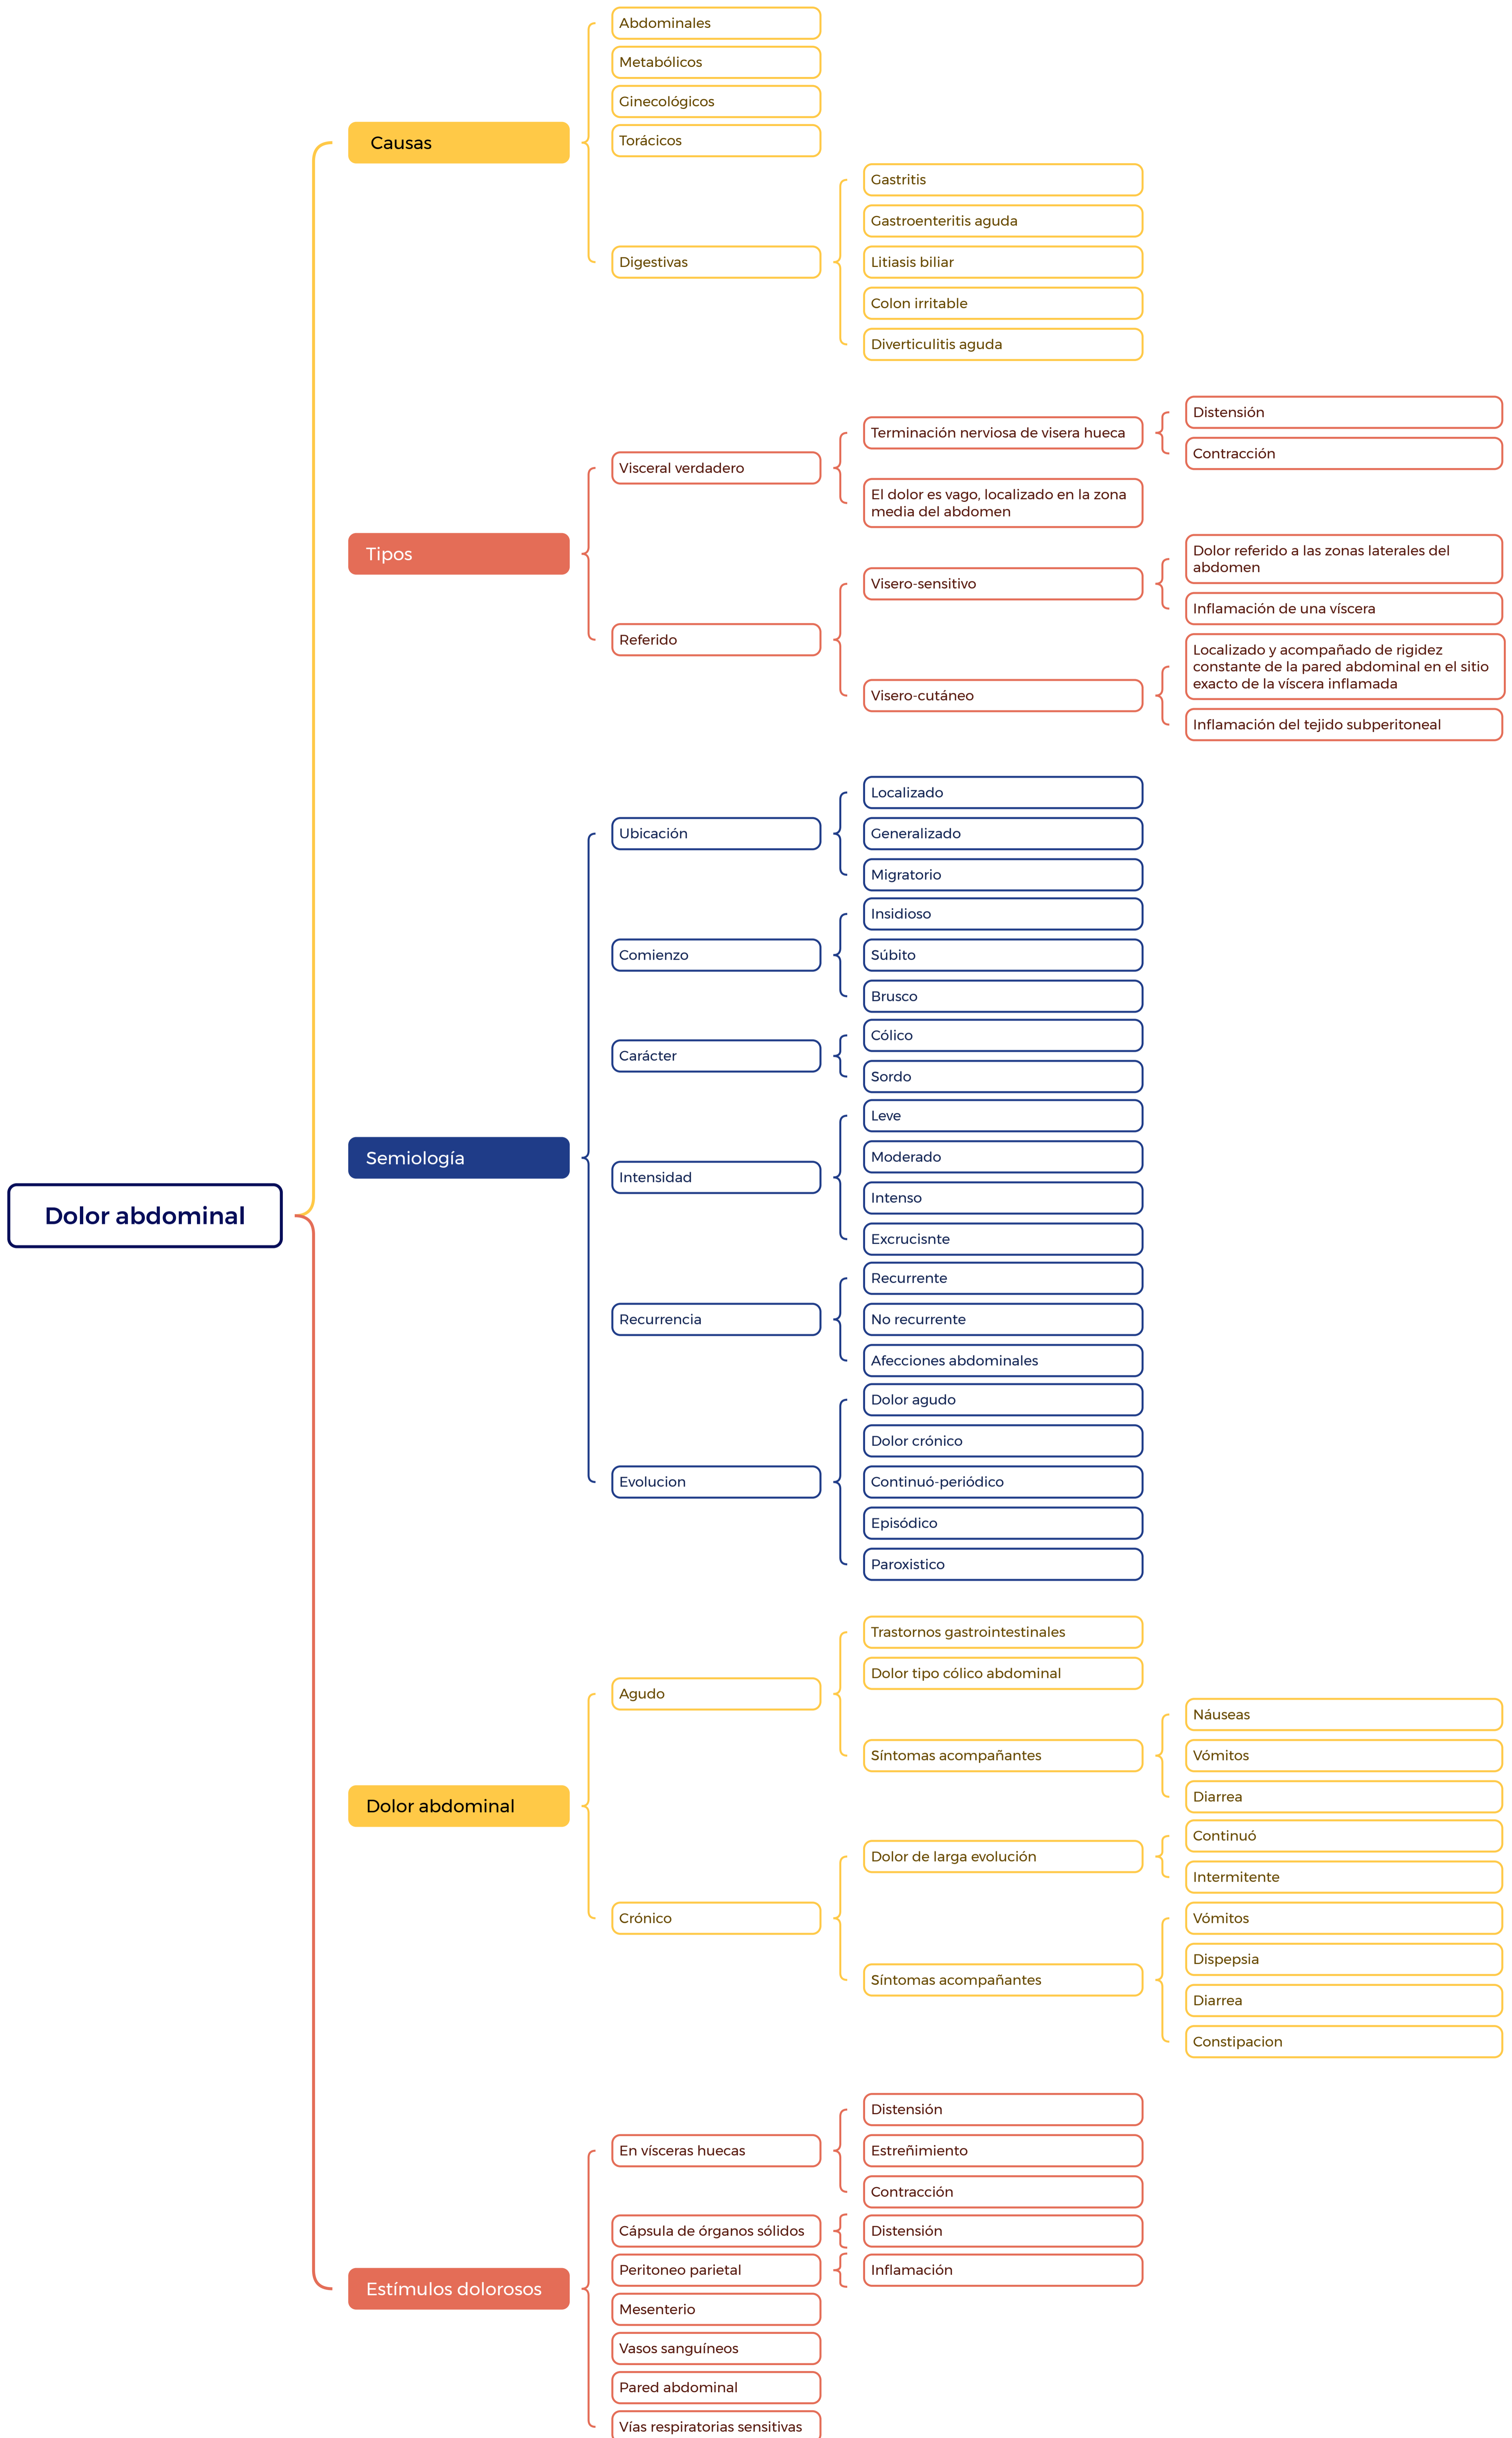 Dolor abdominal
Causas
Abdominales
Metabólicos
Ginecológicos
Torácicos
Digestivas
Gastritis
Gastroenteritis aguda
Litiasis biliar
Colon irritable
Diverticulitis aguda
Tipos
Visceral verdadero
Terminación nerviosa de visera hueca
Distensión
Contracción
El dolor es vago, localizado en la zona
media del abdomen
Referido
Visero-sensitivo
Dolor referido a las zonas laterales del
abdomen
Inflamación de una víscera
Visero-cutáneo
Localizado y acompañado de rigidez
constante de la pared abdominal en el sitio
exacto de la víscera inflamada
Inflamación del tejido subperitoneal
Semiología
Ubicación
Localizado
Generalizado
Migratorio
Comienzo
Insidioso
Súbito
Brusco
Carácter
Cólico
Sordo
Intensidad
Leve
Moderado
Intenso
Excrucisnte
Recurrencia
Recurrente
No recurrente
Afecciones abdominales
Evolucion
Dolor agudo
Dolor crónico
Continuó-periódico
Episódico
Paroxistico
Dolor abdominal
Agudo
Trastornos gastrointestinales
Dolor tipo cólico abdominal
Síntomas acompañantes
Náuseas
Vómitos
Diarrea
Crónico
Dolor de larga evolución
Continuó
Intermitente
Síntomas acompañantes
Vómitos
Dispepsia
Diarrea
Constipacion
Estímulos dolorosos
En vísceras huecas
Distensión
Estreñimiento
Contracción
Cápsula de órganos sólidos
Distensión
Peritoneo parietal
Inflamación
Mesenterio
Vasos sanguíneos
Pared abdominal
Vías respiratorias sensitivas